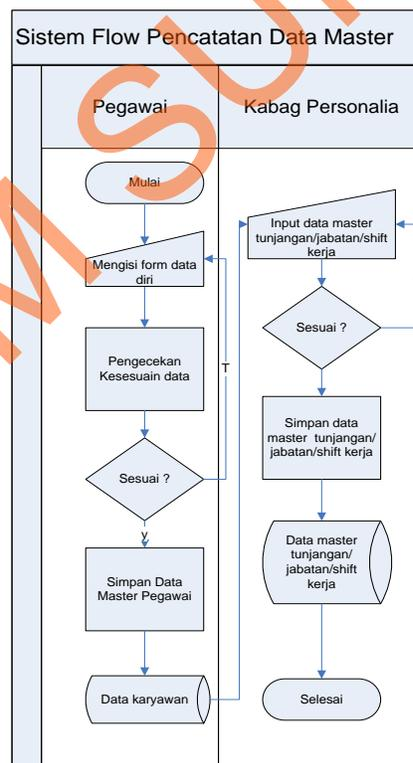 Sistem Flow Pencatatan Data Master
Pegawai
Kabag Personalia
Mulai
Mengisi form data
diri
Pengecekan
Kesesuain data
Sesuai ?
T
y
Simpan Data
Master Pegawai
Data karyawan
Input data master
tunjangan/jabatan/shift
kerja
Sesuai ?
Simpan data
master tunjangan/
jabatan/shift kerja
Data master
tunjangan/
jabatan/shift
kerja
Selesai
M SU